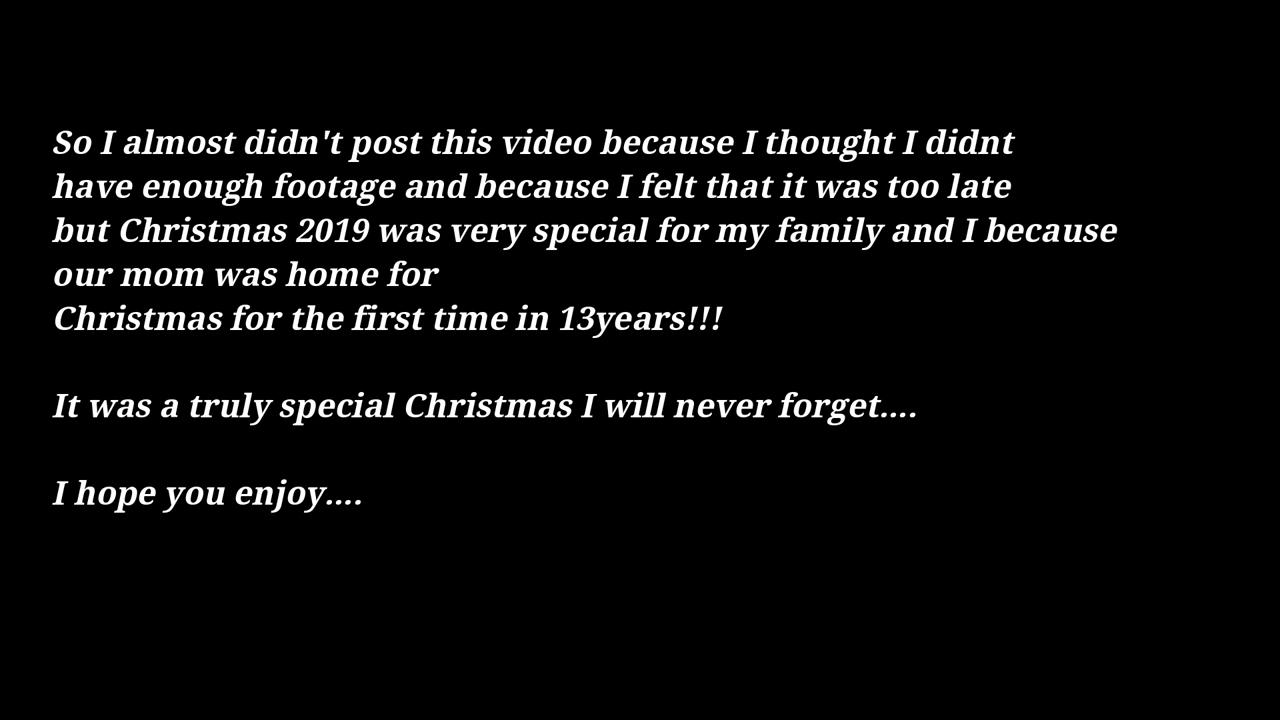 So I almost didn't post this video because I thought I didnt
have enough footage and because I felt that it was too late
but Christmas 2019 was very special for my family and I because
our mom was home for
Christmas for the first time in 13years!!!
It was a truly special Christmas I will never forget....
I hope you enjoy....